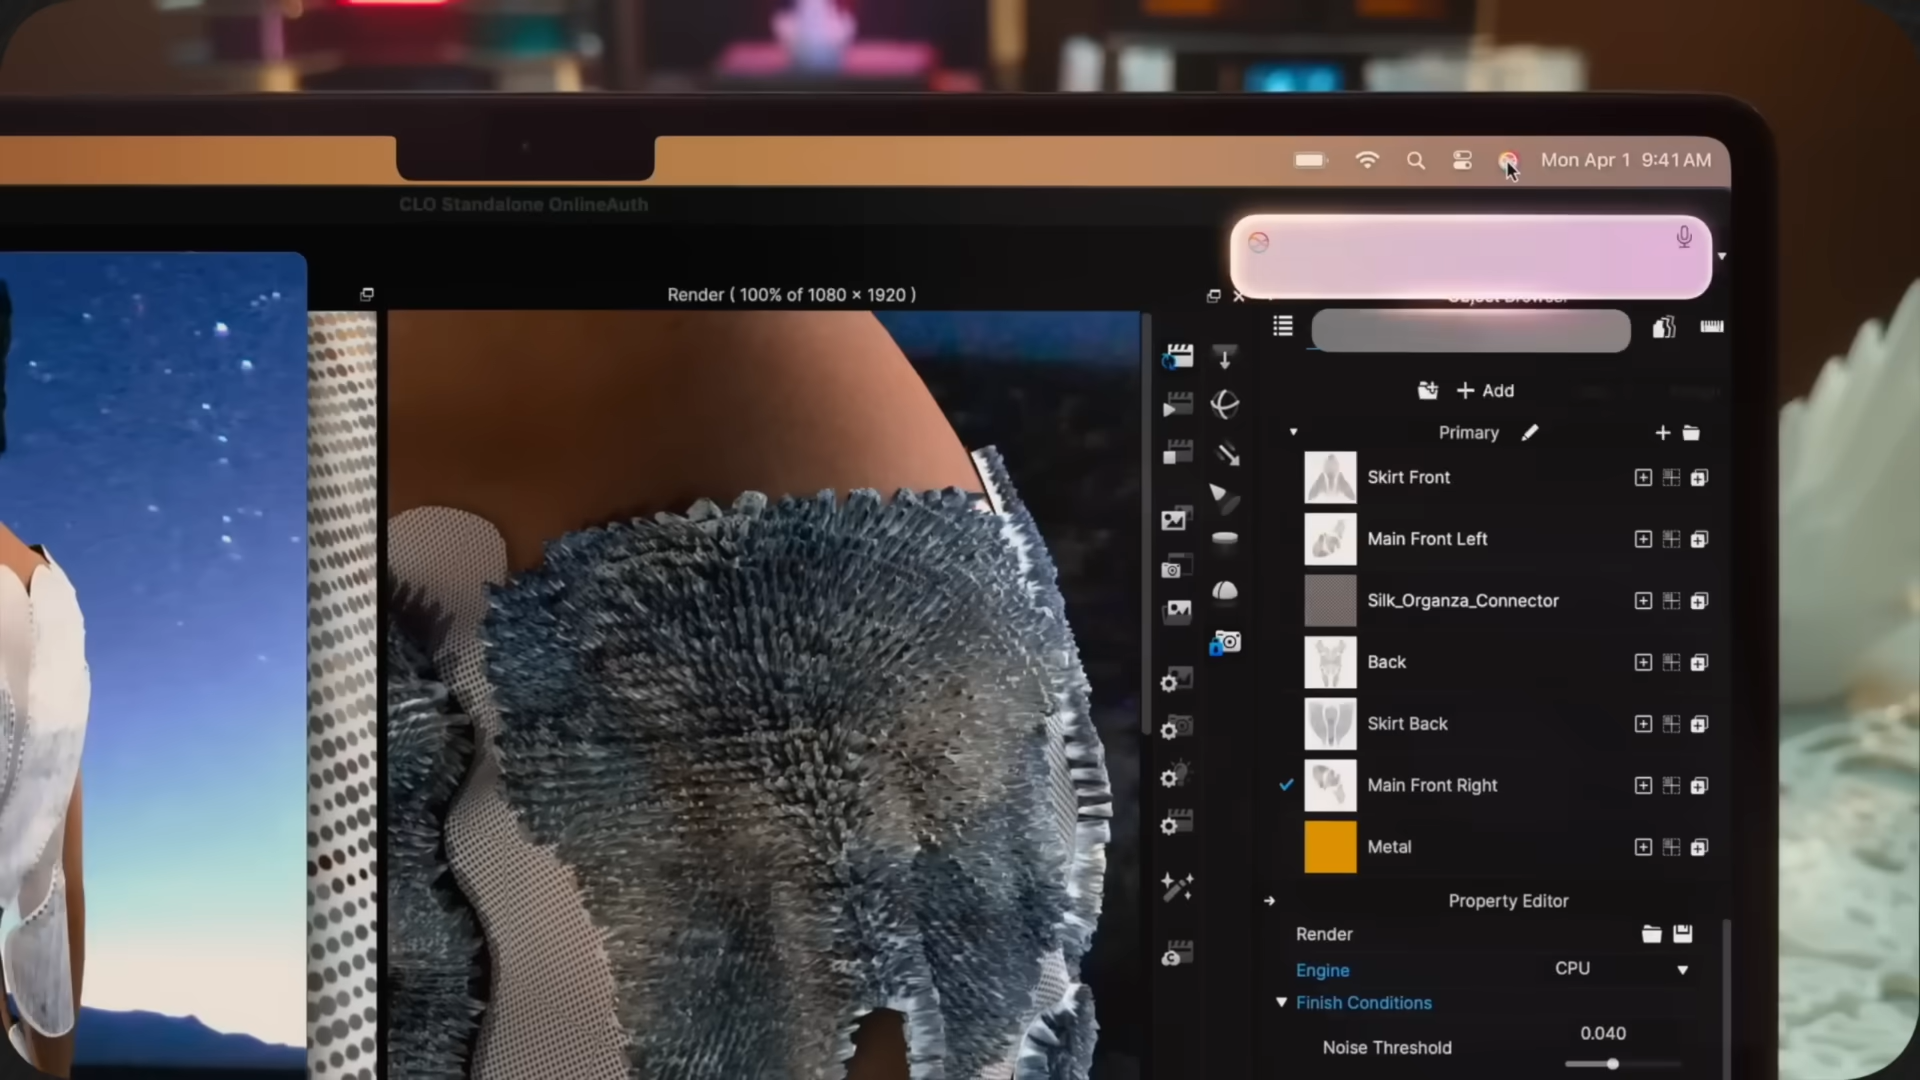 Mon Apr 1 9:41 AM
CLO Standalone OnlineAuth
Render ( 100% of 1080 × 1920 )
Object Browser
+ Add
Primary
Skirt Front
Main Front Left
Silk_Organza_Connector
Back
Skirt Back
Main Front Right
Metal
Property Editor
Render
Engine
CPU
Finish Conditions
0.040
Noise Threshold